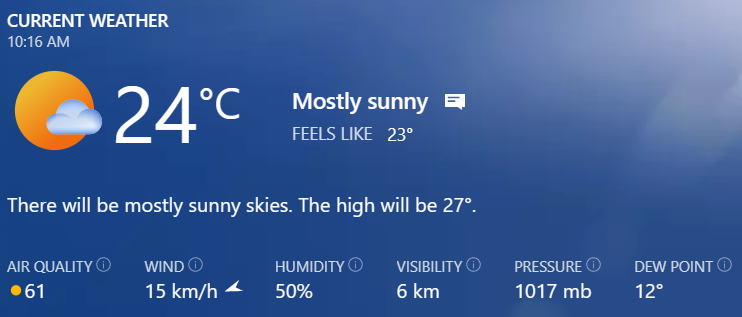 CURRENT WEATHER
10:16 AM
24°C
Mostly sunny
FEELS LIKE 23°
There will be mostly sunny skies. The high will be 27°.
AIR QUALITY WIND HUMIDITY VISIBILITY PRESSURE DEW POINT
61 15 km/h 50% 6 km 1017 mb 12°